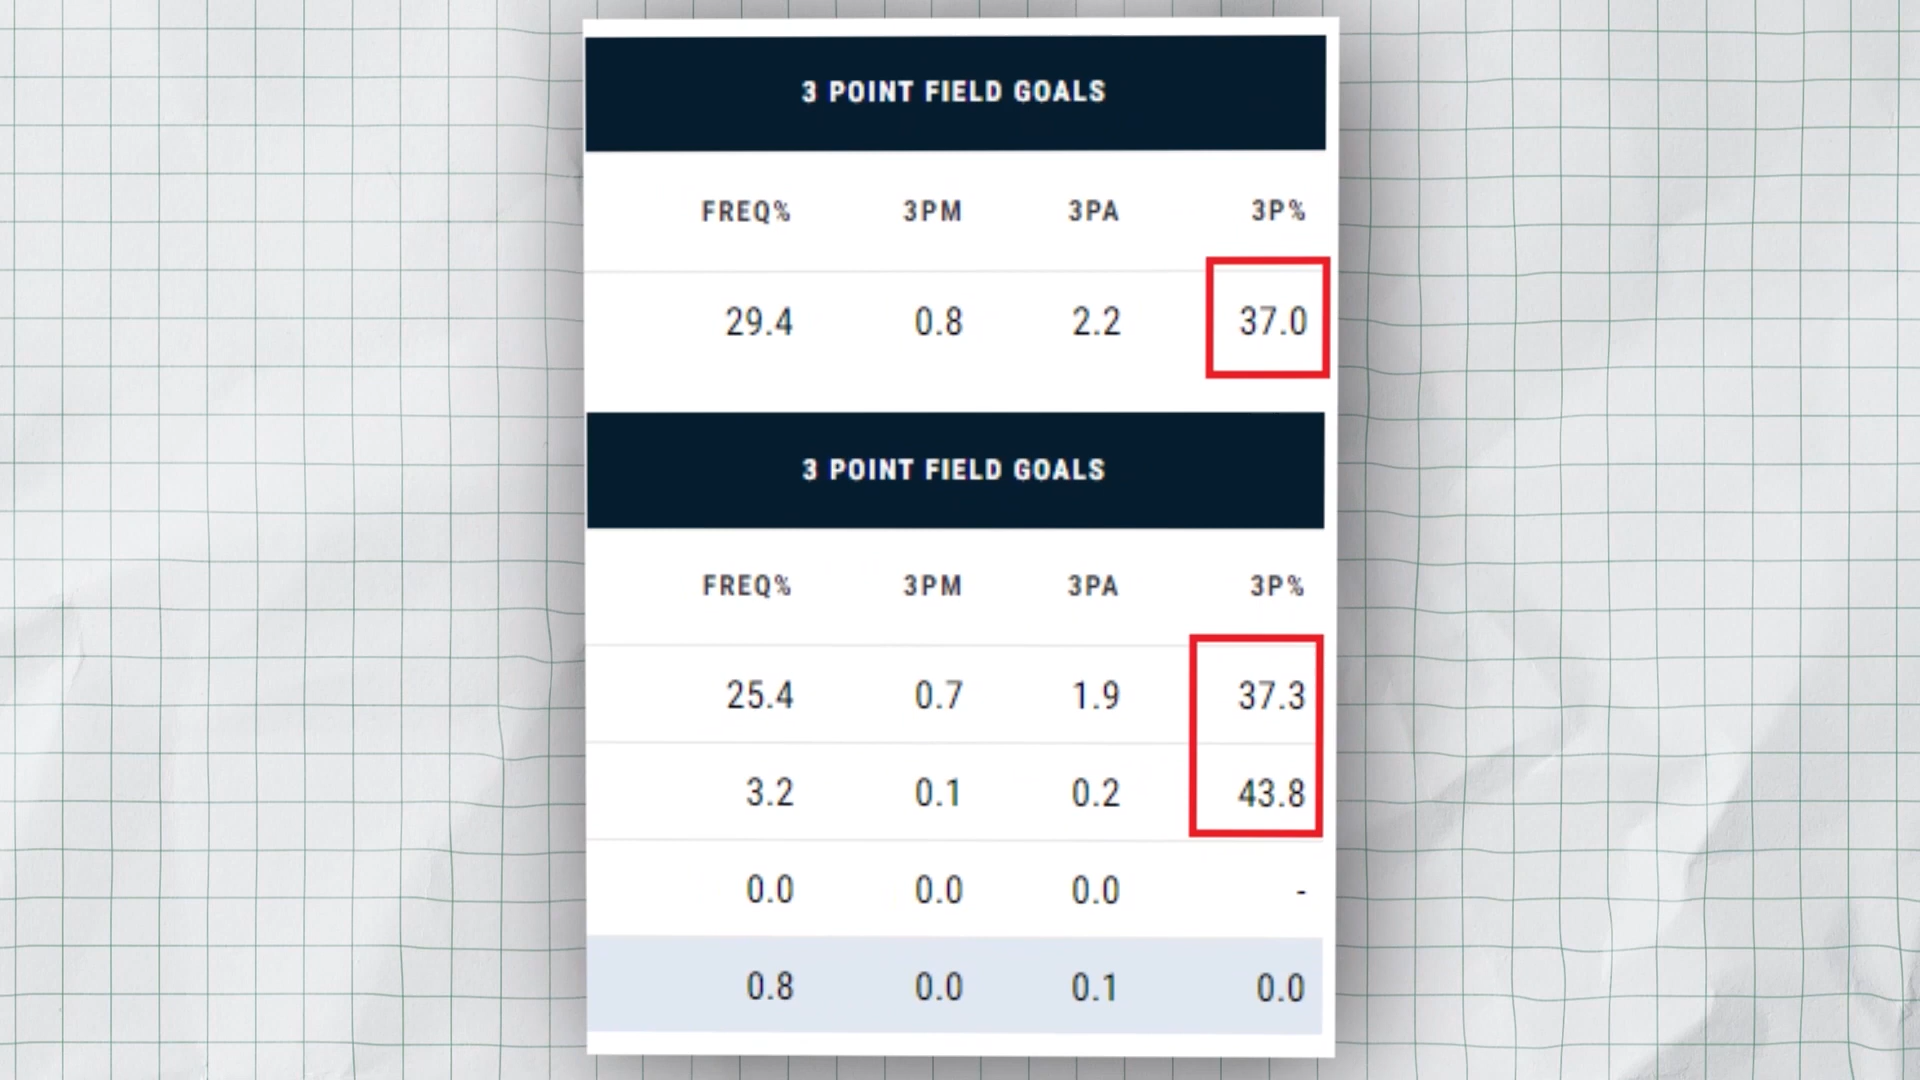 3 POINT FIELD GOALS
FREQ% 3PM 3PA 3P%
29.4 0.8 2.2 37.0
3 POINT FIELD GOALS
FREQ% 3PM 3PA 3P%
25.4 0.7 1.9 37.3
3.2 0.1 0.2 43.8
0.0 0.0 0.0 -
0.8 0.0 0.1 0.0